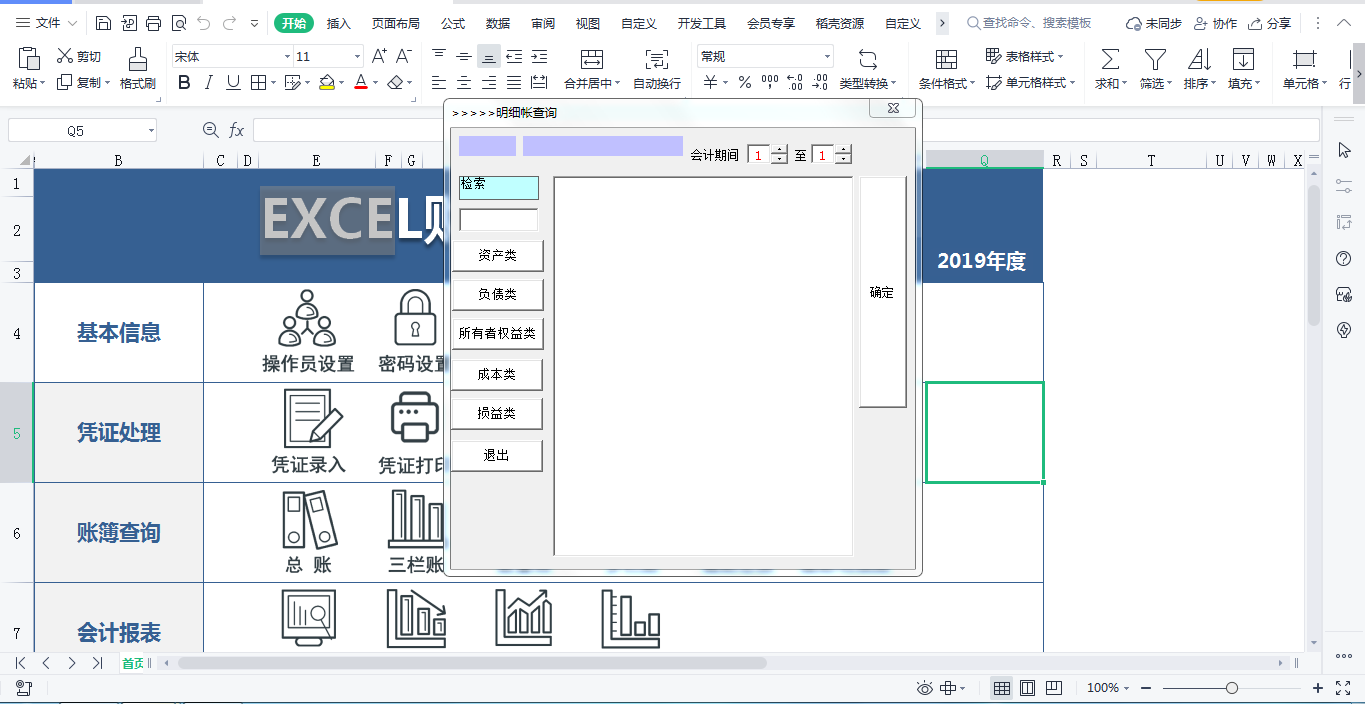 文件 开始 插入 页面布局 公式 数据 审阅 视图 自定义 开发工具 会员专享 稻壳资源 自定义 查找命令、搜索模板 未同步 协作 分享
粘贴 剪切 复制 格式刷
宋体 11 常规
B I U A
合并居中 自动换行 类型转换 条件格式 表格样式 单元格样式 求和 筛选 排序 填充 单元格 行
Q5 fx
>>>>>明细帐查询
会计期间 1 至 1
检索
资产类
负债类
所有者权益类
成本类
损益类
退出
确定
B C D E F G Q R S T U V W X
1
2 EXCEL账
3 2019年度
4 基本信息 操作员设置 密码设置
5 凭证处理 凭证录入 凭证打印
6 账簿查询 总 账 三栏账
7 会计报表
首页
100%